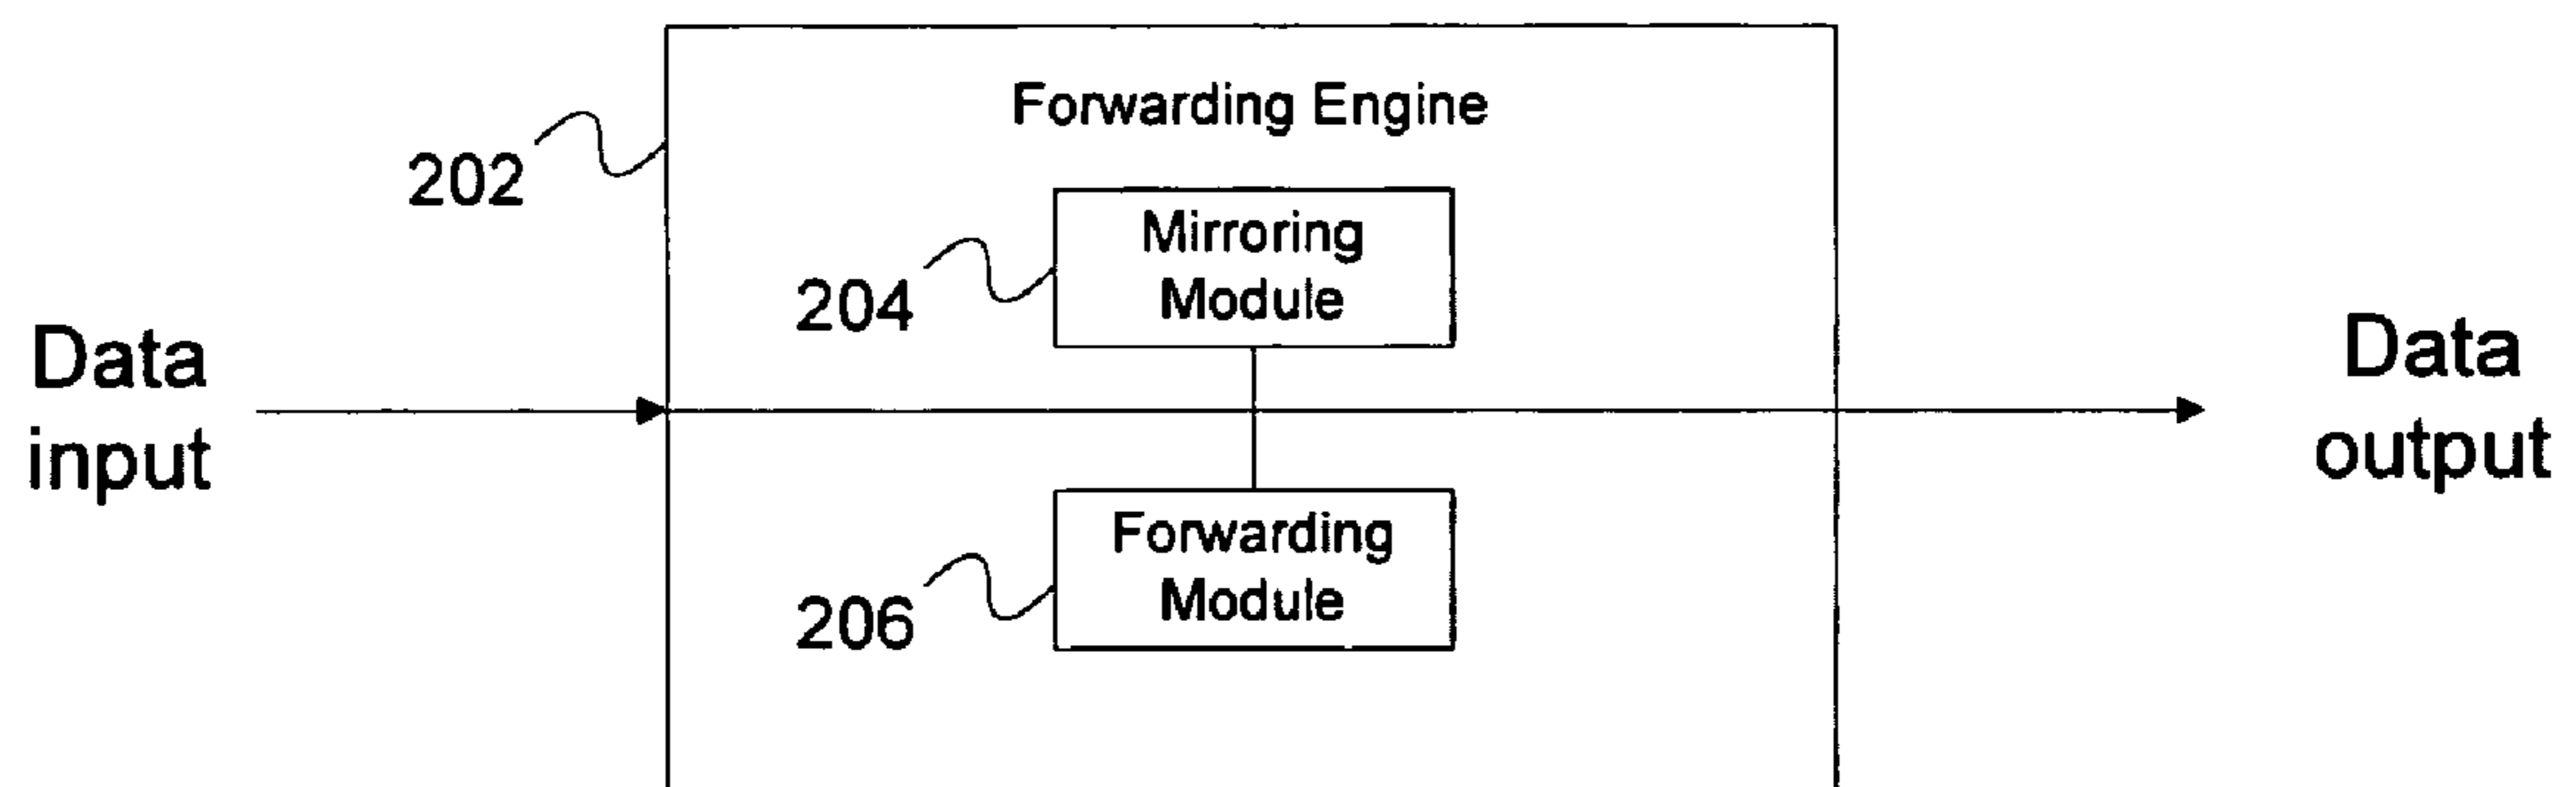 Forwarding Engine
202
Mirroring
Module
204
Data
input
Data
output
Forwarding
Module
206